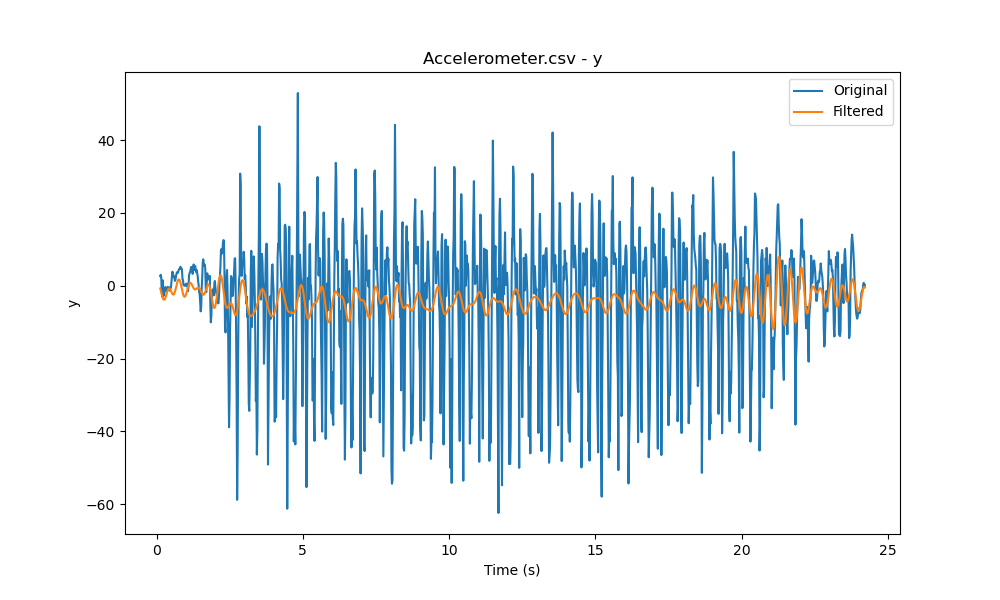 Accelerometer.csv - y
Original
Filtered
40
20
0
−20
−40
−60
y
0 5 10 15 20 25
Time (s)